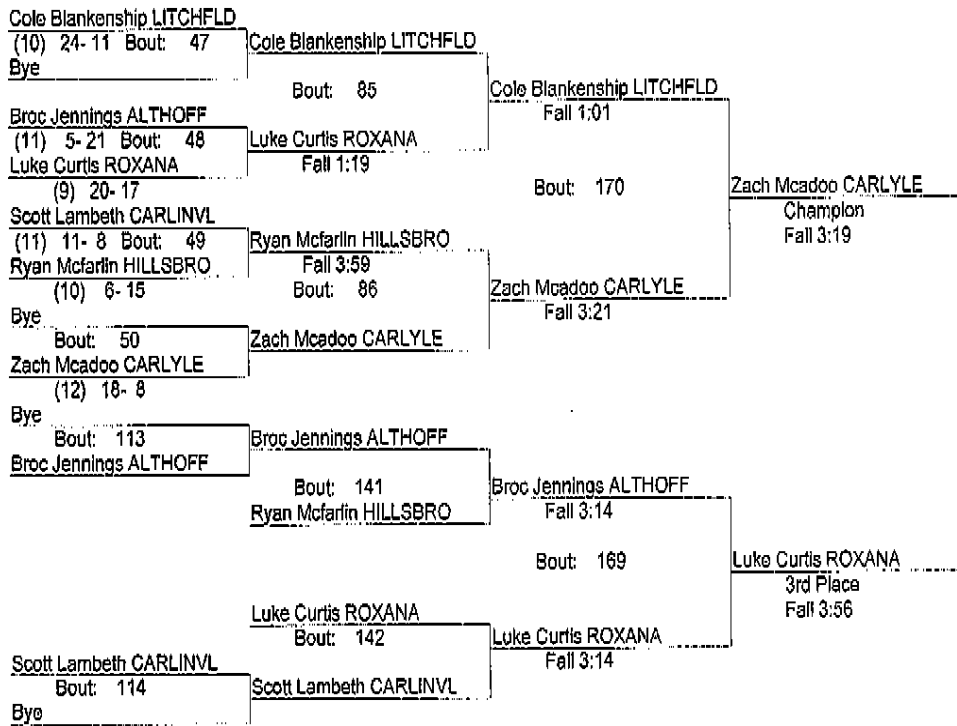 Cole Blankenship LITCHFLD
(10) 24- 11 Bout: 47
Bye
Cole Blankenship LITCHFLD
Bout: 85
Cole Blankenship LITCHFLD
Fall 1:01
Broc Jennings ALTHOFF
(11) 5- 21 Bout: 48
Luke Curtis ROXANA
(9) 20- 17
Luke Curtis ROXANA
Fall 1:19
Bout: 170
Zach Mcadoo CARLYLE
Champion
Fall 3:19
Scott Lambeth CARLINVL
(11) 11- 8 Bout: 49
Ryan Mcfarlin HILLSBRO
(10) 6- 15
Ryan Mcfarlin HILLSBRO
Fall 3:59
Bout: 86
Zach Mcadoo CARLYLE
Fall 3:21
Bye
Bout: 50
Zach Mcadoo CARLYLE
(12) 18- 8
Zach Mcadoo CARLYLE
Bye
Bout: 113
Broc Jennings ALTHOFF
Broc Jennings ALTHOFF
Bout: 141
Ryan Mcfarlin HILLSBRO
Broc Jennings ALTHOFF
Fall 3:14
Bout: 169
Luke Curtis ROXANA
3rd Place
Fall 3:56
Luke Curtis ROXANA
Bout: 142
Luke Curtis ROXANA
Fall 3:14
Scott Lambeth CARLINVL
Bout: 114
Bye
Scott Lambeth CARLINVL